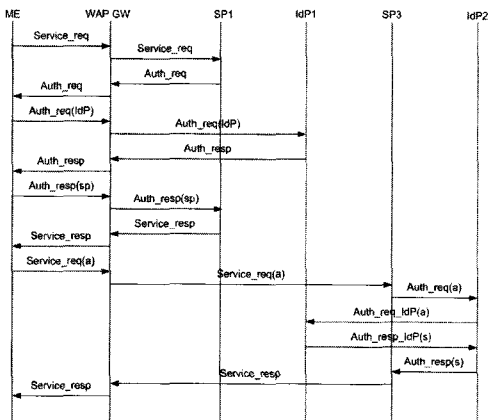 ME WAP GW SP1 IdP1 SP3 IdP2
Service_req
Service_req
Auth_req
Auth_req
Auth_req(IdP)
Auth_req(IdP)
Auth_resp
Auth_resp
Auth_resp(sp)
Auth_resp(sp)
Service_resp
Service_resp
Service_req(a)
Service_req(a)
Auth_req(a)
Auth_req_IdP(a)
Auth_resp_IdP(s)
Auth_resp(s)
Service_resp
Service_resp